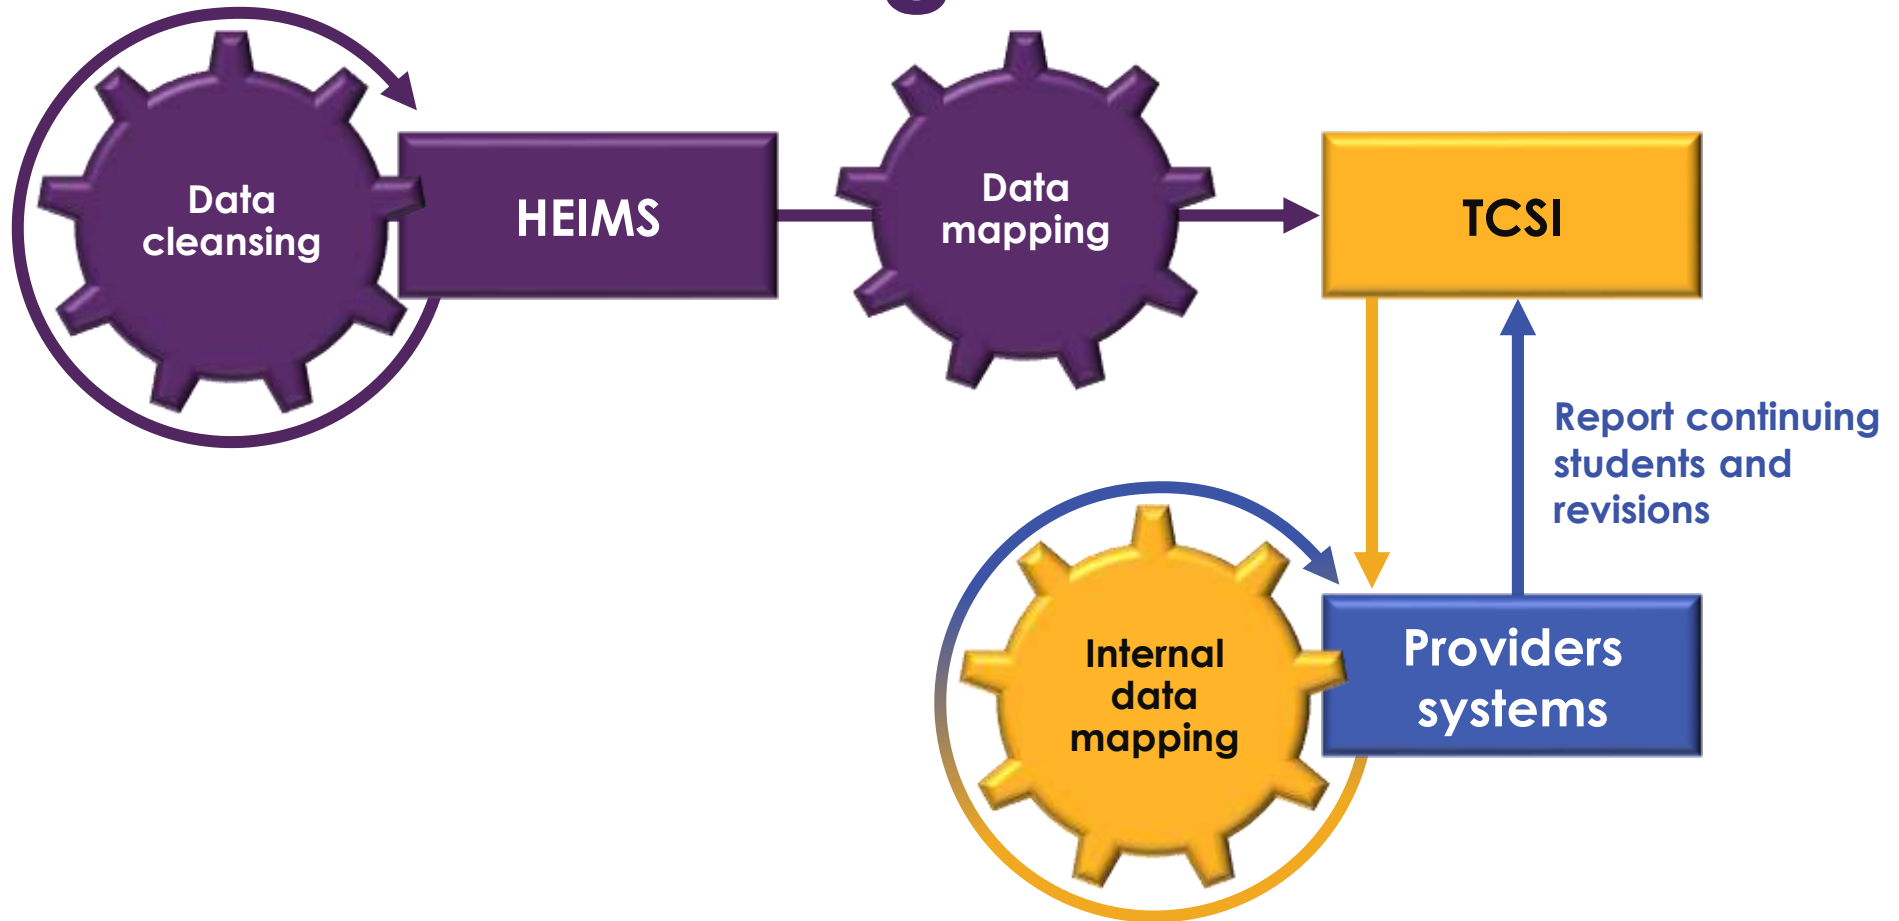 Data
cleansing
HEIMS
Data
mapping
TCSI
Report continuing
students and
revisions
Internal
data
mapping
Providers
systems